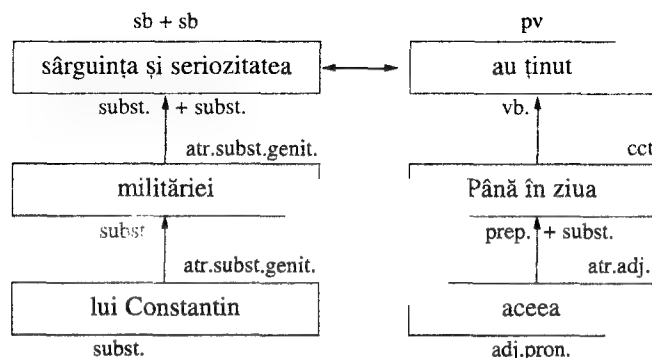 sb + sb pv
sârguința și seriozitatea au ținut
subst. + subst. vb.
atr.subst.genit. cct
milităriei Până în ziua
subst prep. + subst.
atr.subst.genit. atr.adj.
lui Constantin aceea
subst. adj.pron.